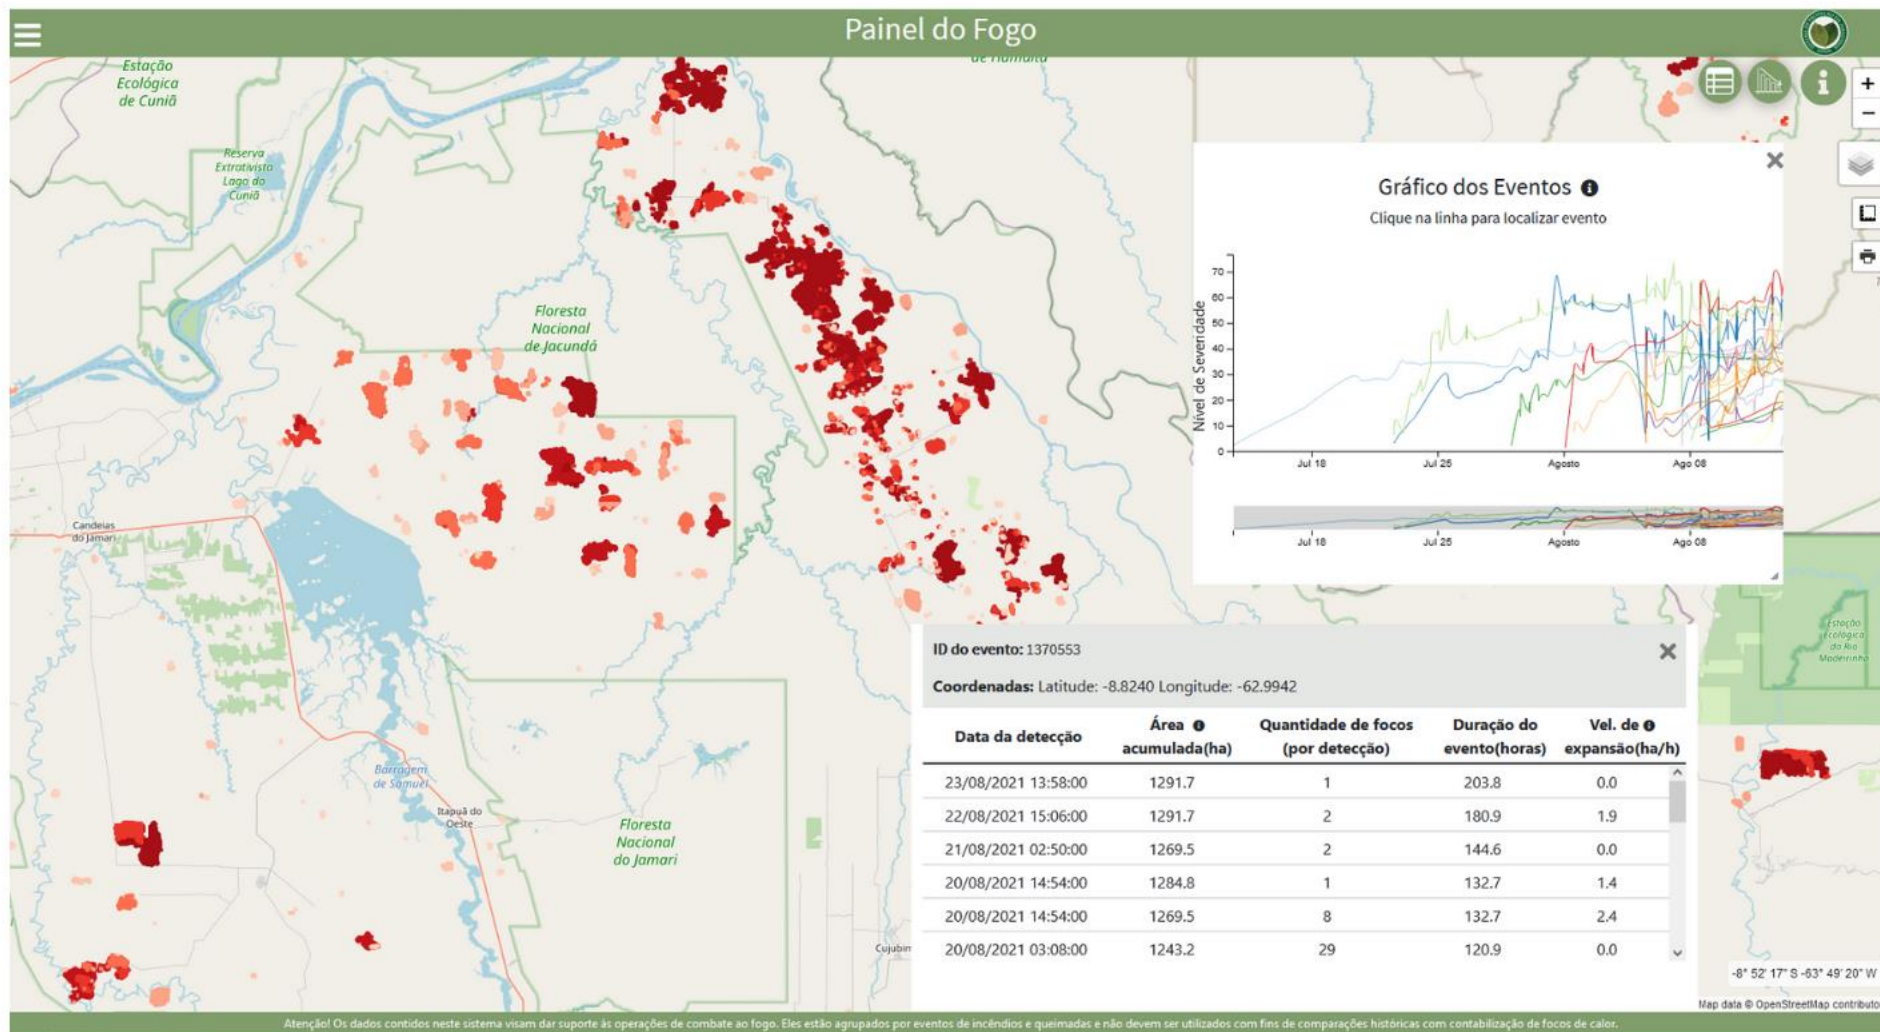 Painel do Fogo
Estação
Ecológica
de Cuniã
Reserva
Extrativista
Lago do
Cuniã
Floresta
Nacional
de Jacundá
Candeias
do Jamari
Barragem
de Samuel
Itapuã do
Oeste
Floresta
Nacional
do Jamari
Cujubim
Gráfico dos Eventos
Clique na linha para localizar evento
Nível de Severidade
70
60
50
40
30
20
10
0
Jul 18 Jul 25 Agosto Ago 08
Jul 18 Jul 25 Agosto Ago 08
Estação
Ecológica
do Rio
Madeirinha
ID do evento: 1370553
Coordenadas: Latitude: -8.8240 Longitude: -62.9942
Data da detecção Área acumulada(ha) Quantidade de focos (por detecção) Duração do evento(horas) Vel. de expansão(ha/h)
23/08/2021 13:58:00 1291.7 1 203.8 0.0
22/08/2021 15:06:00 1291.7 2 180.9 1.9
21/08/2021 02:50:00 1269.5 2 144.6 0.0
20/08/2021 14:54:00 1284.8 1 132.7 1.4
20/08/2021 14:54:00 1269.5 8 132.7 2.4
20/08/2021 03:08:00 1243.2 29 120.9 0.0
-8° 52' 17" S -63° 49' 20" W
Map data © OpenStreetMap contributo
Atenção! Os dados contidos neste sistema visam dar suporte às operações de combate ao fogo. Eles estão agrupados por eventos de incêndios e queimadas e não devem ser utilizados com fins de comparações históricas com contabilização de focos de calor.